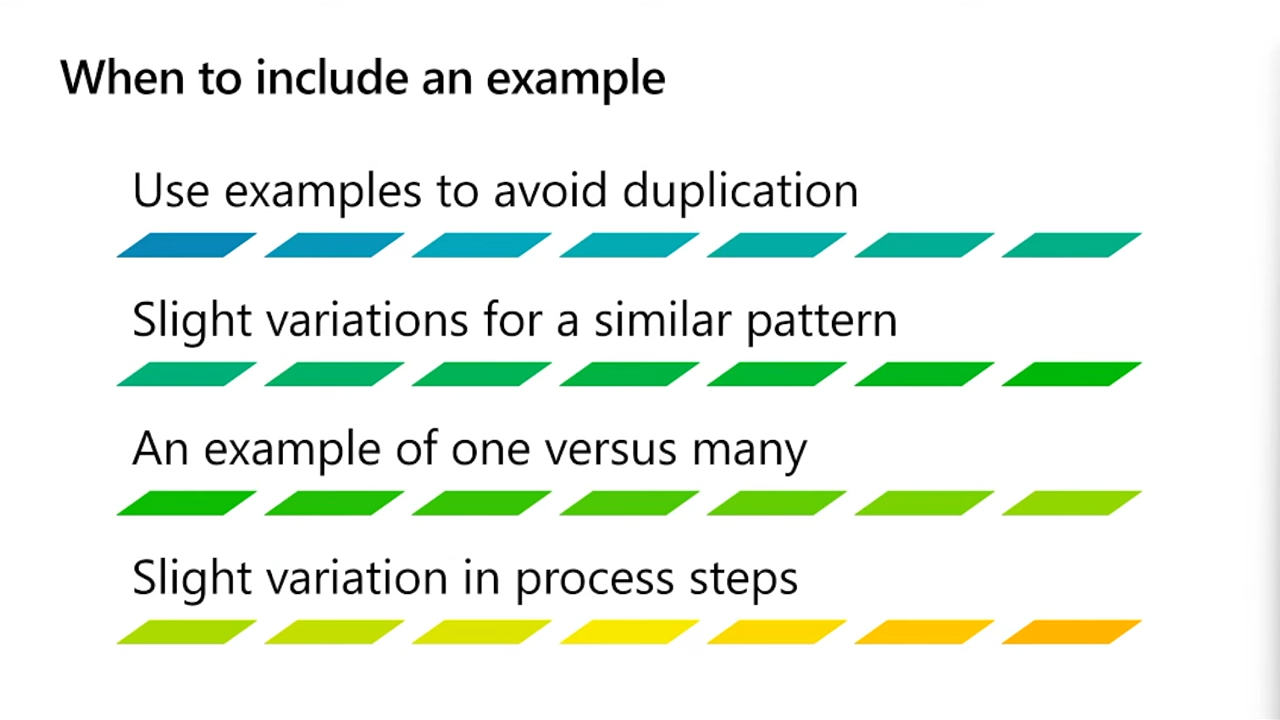 When to include an example
Use examples to avoid duplication
Slight variations for a similar pattern
An example of one versus many
Slight variation in process steps